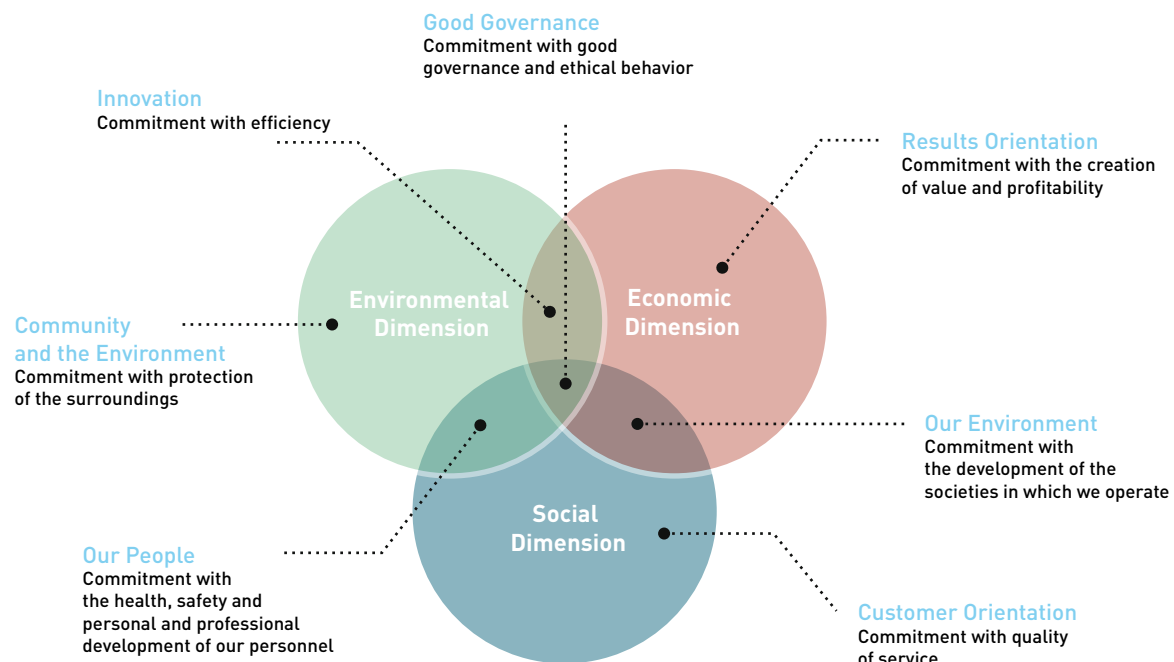 Good Governance
Commitment with good
governance and ethical behavior
Innovation
Commitment with efficiency
Results Orientation
Commitment with the creation
of value and profitability
Environmental
Dimension
Economic
Dimension
Community
and the Environment
Commitment with protection
of the surroundings
Our Environment
Commitment with
the development of the
societies in which we operate
Social
Dimension
Our People
Commitment with
the health, safety and
personal and professional
development of our personnel
Customer Orientation
Commitment with quality
of service